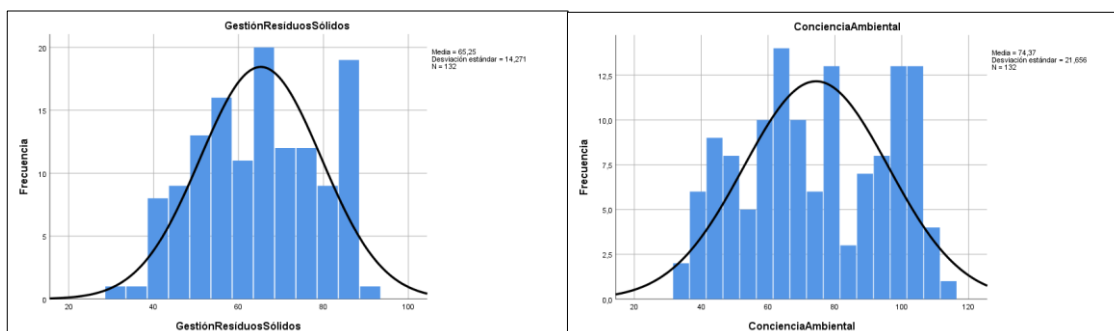 GestiónResíduosSólidos
Media = 65,25
Desviación estándar = 14,271
N = 132
20
15
10
5
0
Frecuencia
20 40 60 80 100
GestiónResíduosSólidos
ConcienciaAmbiental
Media = 74,37
Desviación estándar = 21,656
N = 132
12,5
10,0
7,5
5,0
2,5
0,0
Frecuencia
20 40 60 80 100 120
ConcienciaAmbiental